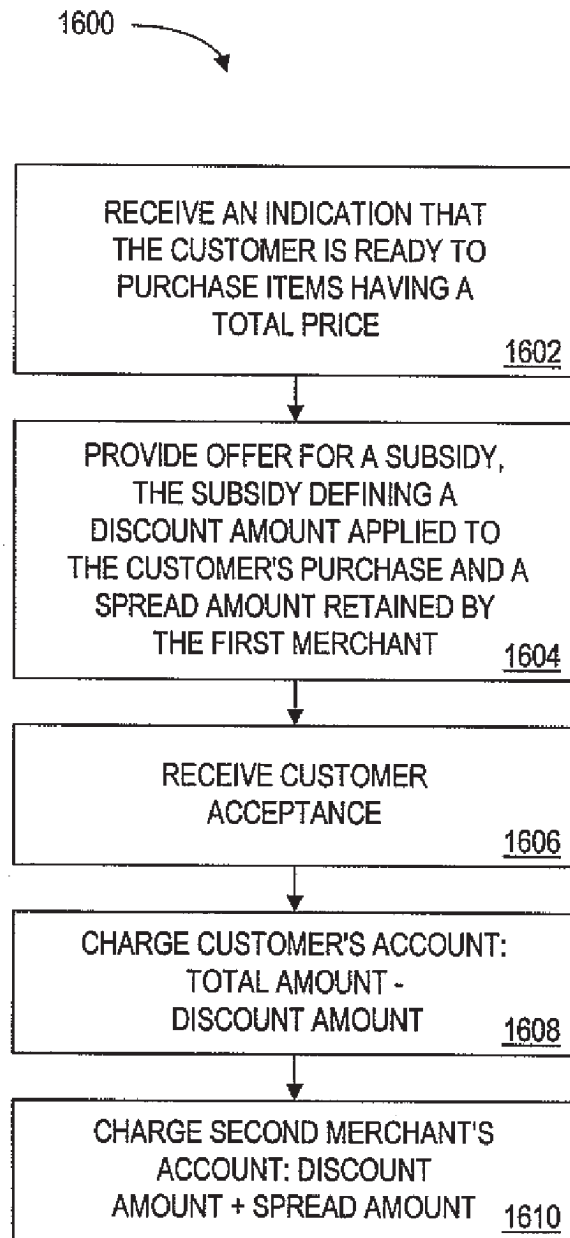 1600
RECEIVE AN INDICATION THAT
THE CUSTOMER IS READY TO
PURCHASE ITEMS HAVING A
TOTAL PRICE
1602
PROVIDE OFFER FOR A SUBSIDY,
THE SUBSIDY DEFINING A
DISCOUNT AMOUNT APPLIED TO
THE CUSTOMER'S PURCHASE AND A
SPREAD AMOUNT RETAINED BY
THE FIRST MERCHANT
1604
RECEIVE CUSTOMER
ACCEPTANCE
1606
CHARGE CUSTOMER'S ACCOUNT:
TOTAL AMOUNT -
DISCOUNT AMOUNT
1608
CHARGE SECOND MERCHANT'S
ACCOUNT: DISCOUNT
AMOUNT + SPREAD AMOUNT
1610